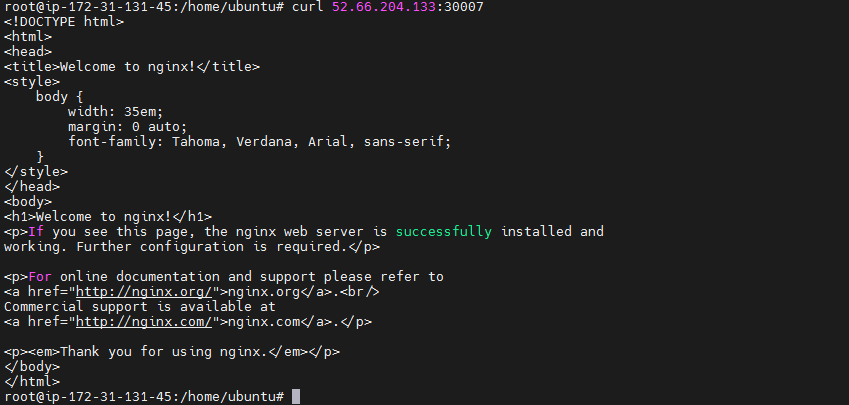 root@ip-172-31-131-45:/home/ubuntu# curl 52.66.204.133:30007
<!DOCTYPE html>
<html>
<head>
<title>Welcome to nginx!</title>
<style>
    body {
        width: 35em;
        margin: 0 auto;
        font-family: Tahoma, Verdana, Arial, sans-serif;
    }
</style>
</head>
<body>
<h1>Welcome to nginx!</h1>
<p>If you see this page, the nginx web server is successfully installed and
working. Further configuration is required.</p>

<p>For online documentation and support please refer to
<a href="http://nginx.org/">nginx.org</a>.<br/>
Commercial support is available at
<a href="http://nginx.com/">nginx.com</a>.</p>

<p><em>Thank you for using nginx.</em></p>
</body>
</html>
root@ip-172-31-131-45:/home/ubuntu#